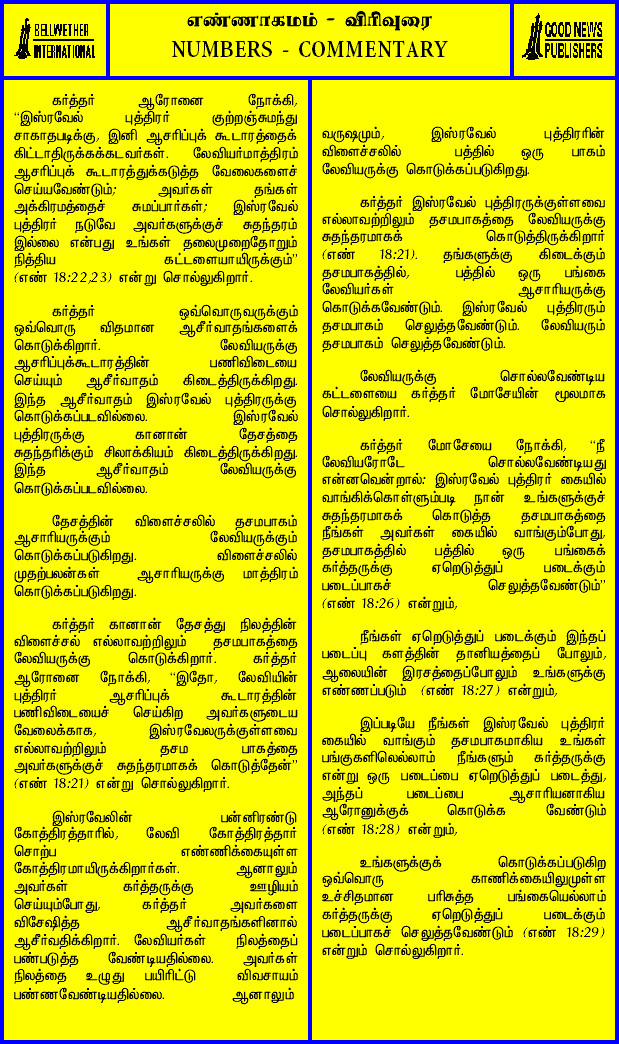 BELLWETHER
INTERNATIONAL
எண்ணாகமம் - விரிவுரை
NUMBERS - COMMENTARY
GOOD NEWS
PUBLISHERS
கர்த்தர் ஆரோனை நோக்கி,
“இஸ்ரவேல் புத்திரர் குற்றஞ்சுமந்து
சாகாதபடிக்கு, இனி ஆசரிப்புக் கூடாரத்தைக்
கிட்டாதிருக்கக்கடவர்கள். லேவியர்மாத்திரம்
ஆசரிப்புக் கூடாரத்துக்கடுத்த வேலைகளைச்
செய்யவேண்டும்; அவர்கள் தங்கள்
அக்கிரமத்தைச் சுமப்பார்கள்; இஸ்ரவேல்
புத்திரர் நடுவே அவர்களுக்குச் சுதந்தரம்
இல்லை என்பது உங்கள் தலைமுறைதோறும்
நித்திய கட்டளையாயிருக்கும்”
(எண் 18:22,23) என்று சொல்லுகிறார்.
கர்த்தர் ஒவ்வொருவருக்கும்
ஒவ்வொரு விதமான ஆசீர்வாதங்களைக்
கொடுக்கிறார். லேவியருக்கு
ஆசரிப்புக்கூடாரத்தின் பணிவிடையை
செய்யும் ஆசீர்வாதம் கிடைத்திருக்கிறது.
இந்த ஆசீர்வாதம் இஸ்ரவேல் புத்திரருக்கு
கொடுக்கப்படவில்லை. இஸ்ரவேல்
புத்திரருக்கு கானான் தேசத்தை
சுதந்தரிக்கும் சிலாக்கியம் கிடைத்திருக்கிறது.
இந்த ஆசீர்வாதம் லேவியருக்கு
கொடுக்கப்படவில்லை.
தேசத்தின் விளைச்சலில் தசமபாகம்
ஆசாரியருக்கும் லேவியருக்கும்
கொடுக்கப்படுகிறது. விளைச்சலில்
முதற்பலன்கள் ஆசாரியருக்கு மாத்திரம்
கொடுக்கப்படுகிறது.
கர்த்தர் கானான் தேசத்து நிலத்தின்
விளைச்சல் எல்லாவற்றிலும் தசமபாகத்தை
லேவியருக்கு கொடுக்கிறார். கர்த்தர்
ஆரோனை நோக்கி, “இதோ, லேவியின்
புத்திரர் ஆசரிப்புக் கூடாரத்தின்
பணிவிடையைச் செய்கிற அவர்களுடைய
வேலைக்காக, இஸ்ரவேலருக்குள்ளவை
எல்லாவற்றிலும் தசம பாகத்தை
அவர்களுக்குச் சுதந்தரமாகக் கொடுத்தேன்”
(எண் 18:21) என்று சொல்லுகிறார்.
இஸ்ரவேலின் பன்னிரண்டு
கோத்திரத்தாரில், லேவி கோத்திரத்தார்
சொற்ப எண்ணிக்கையுள்ள
கோத்திரமாயிருக்கிறார்கள். ஆனாலும்
அவர்கள் கர்த்தருக்கு ஊழியம்
செய்யும்போது, கர்த்தர் அவர்களை
விசேஷித்த ஆசீர்வாதங்களினால்
ஆசீர்வதிக்கிறார். லேவியர்கள் நிலத்தைப்
பண்படுத்த வேண்டியதில்லை. அவர்கள்
நிலத்தை உழுது பயிரிட்டு விவசாயம்
பண்ணவேண்டியதில்லை. ஆனாலும்
வருஷமும், இஸ்ரவேல் புத்திரரின்
விளைச்சலில் பத்தில் ஒரு பாகம்
லேவியருக்கு கொடுக்கப்படுகிறது.
கர்த்தர் இஸ்ரவேல் புத்திரருக்குள்ளவை
எல்லாவற்றிலும் தசமபாகத்தை லேவியருக்கு
சுதந்தரமாகக் கொடுத்திருக்கிறார்
(எண் 18:21). தங்களுக்கு கிடைக்கும்
தசமபாகத்தில், பத்தில் ஒரு பங்கை
லேவியர்கள் ஆசாரியருக்கு
கொடுக்கவேண்டும். இஸ்ரவேல் புத்திரரும்
தசமபாகம் செலுத்தவேண்டும். லேவியரும்
தசமபாகம் செலுத்தவேண்டும்.
லேவியருக்கு சொல்லவேண்டிய
கட்டளையை கர்த்தர் மோசேயின் மூலமாக
சொல்லுகிறார்.
கர்த்தர் மோசேயை நோக்கி, “நீ
லேவியரோடே சொல்லவேண்டியது
என்னவென்றால்: இஸ்ரவேல் புத்திரர் கையில்
வாங்கிக்கொள்ளும்படி நான் உங்களுக்குச்
சுதந்தரமாகக் கொடுத்த தசமபாகத்தை
நீங்கள் அவர்கள் கையில் வாங்கும்போது,
தசமபாகத்தில் பத்தில் ஒரு பங்கைக்
கர்த்தருக்கு ஏறெடுத்துப் படைக்கும்
படைப்பாகச் செலுத்தவேண்டும்”
(எண் 18:26) என்றும்,
நீங்கள் ஏறெடுத்துப் படைக்கும் இந்தப்
படைப்பு களத்தின் தானியத்தைப் போலும்,
ஆலையின் இரசத்தைப்போலும் உங்களுக்கு
எண்ணப்படும் (எண் 18:27) என்றும்,
இப்படியே நீங்கள் இஸ்ரவேல் புத்திரர்
கையில் வாங்கும் தசமபாகமாகிய உங்கள்
பங்குகளிலெல்லாம் நீங்களும் கர்த்தருக்கு
என்று ஒரு படைப்பை ஏறெடுத்துப் படைத்து,
அந்தப் படைப்பை ஆசாரியனாகிய
ஆரோனுக்குக் கொடுக்க வேண்டும்
(எண் 18:28) என்றும்,
உங்களுக்குக் கொடுக்கப்படுகிற
ஒவ்வொரு காணிக்கையிலுமுள்ள
உச்சிதமான பரிசுத்த பங்கையெல்லாம்
கர்த்தருக்கு ஏறெடுத்துப் படைக்கும்
படைப்பாகச் செலுத்தவேண்டும் (எண் 18:29)
என்றும் சொல்லுகிறார்.